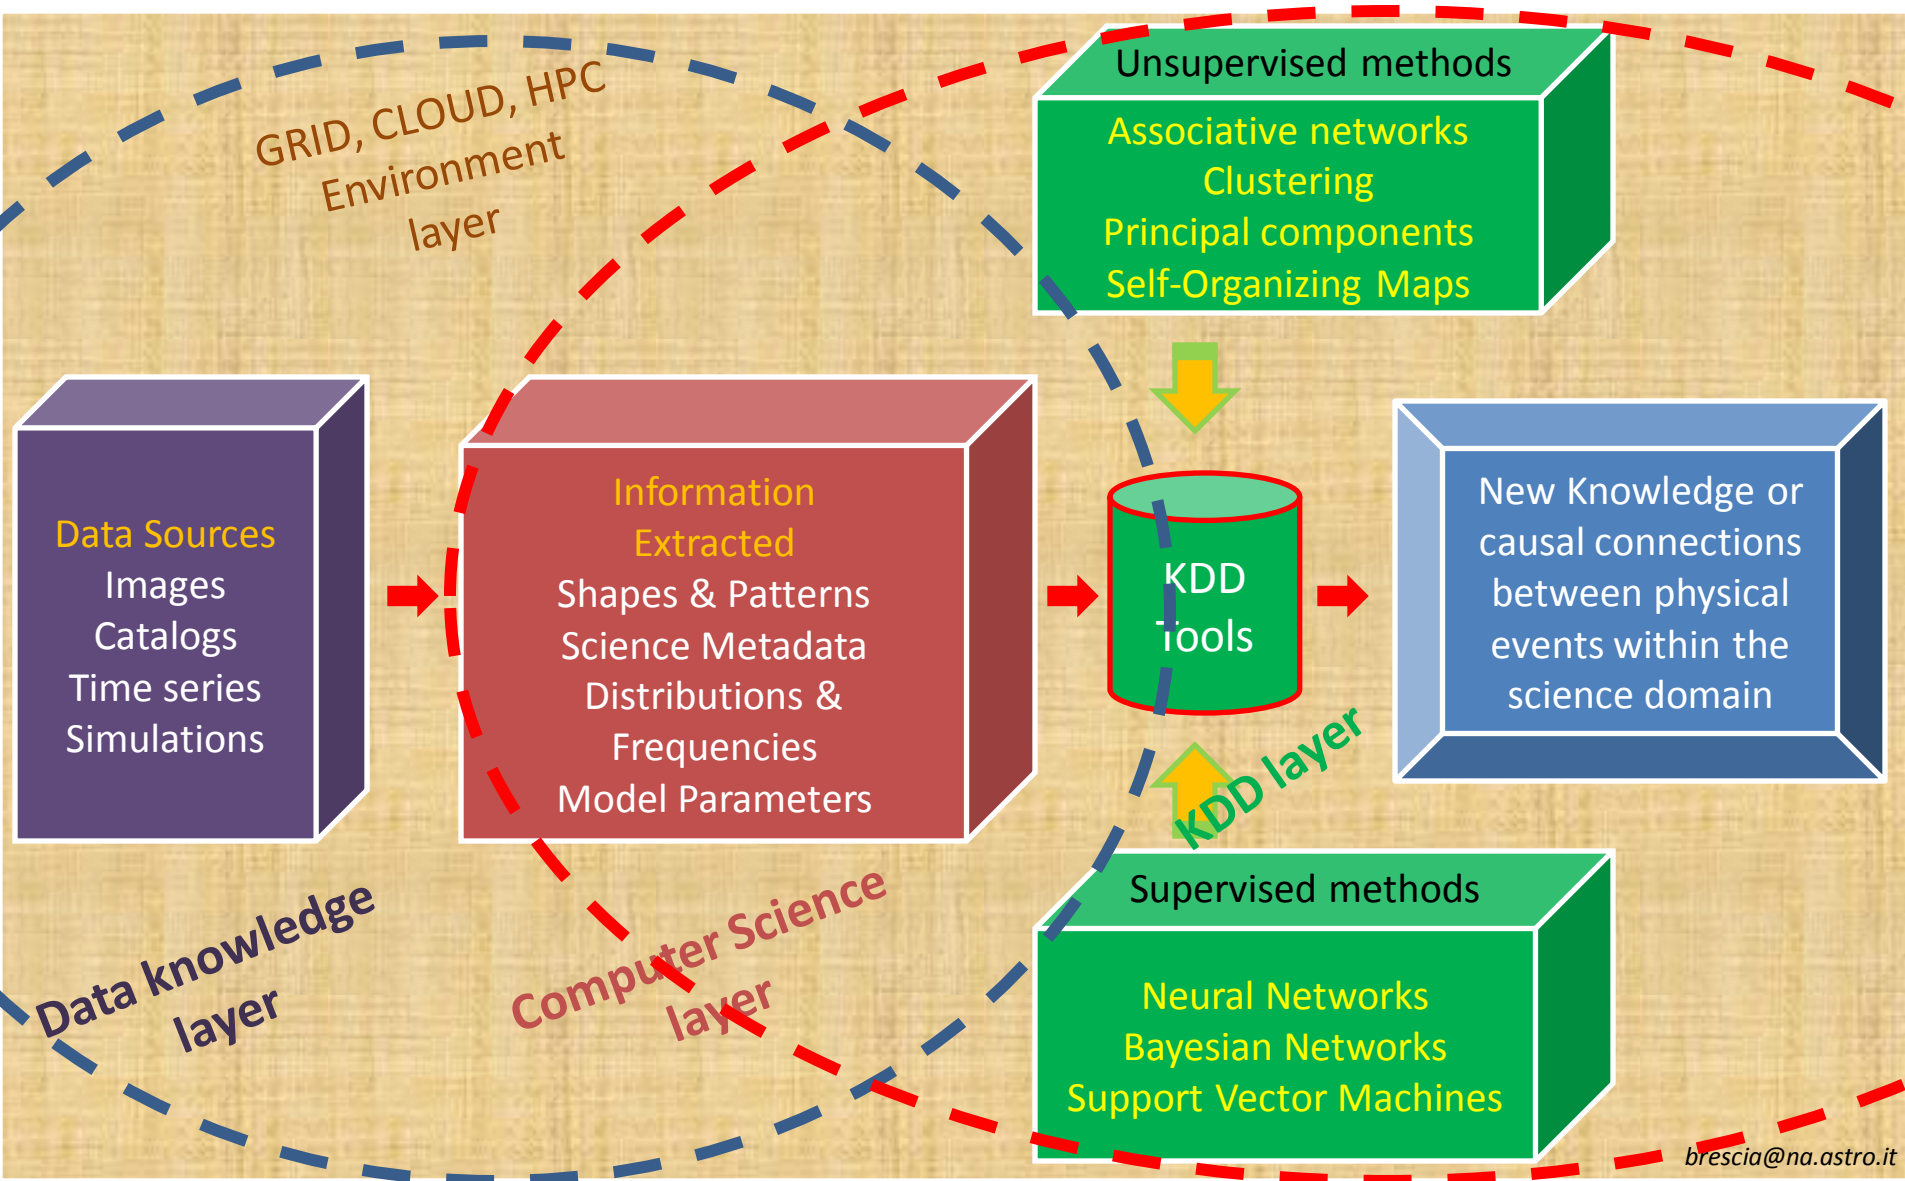 GRID, CLOUD, HPC
Environment
layer
Unsupervised methods
Associative networks
Clustering
Principal components
Self-Organizing Maps
Data Sources
Images
Catalogs
Time series
Simulations
Information
Extracted
Shapes & Patterns
Science Metadata
Distributions &
Frequencies
Model Parameters
KDD
Tools
New Knowledge or
causal connections
between physical
events within the
science domain
KDD layer
Supervised methods
Neural Networks
Bayesian Networks
Support Vector Machines
Data knowledge
layer
Computer Science
layer
brescia@na.astro.it